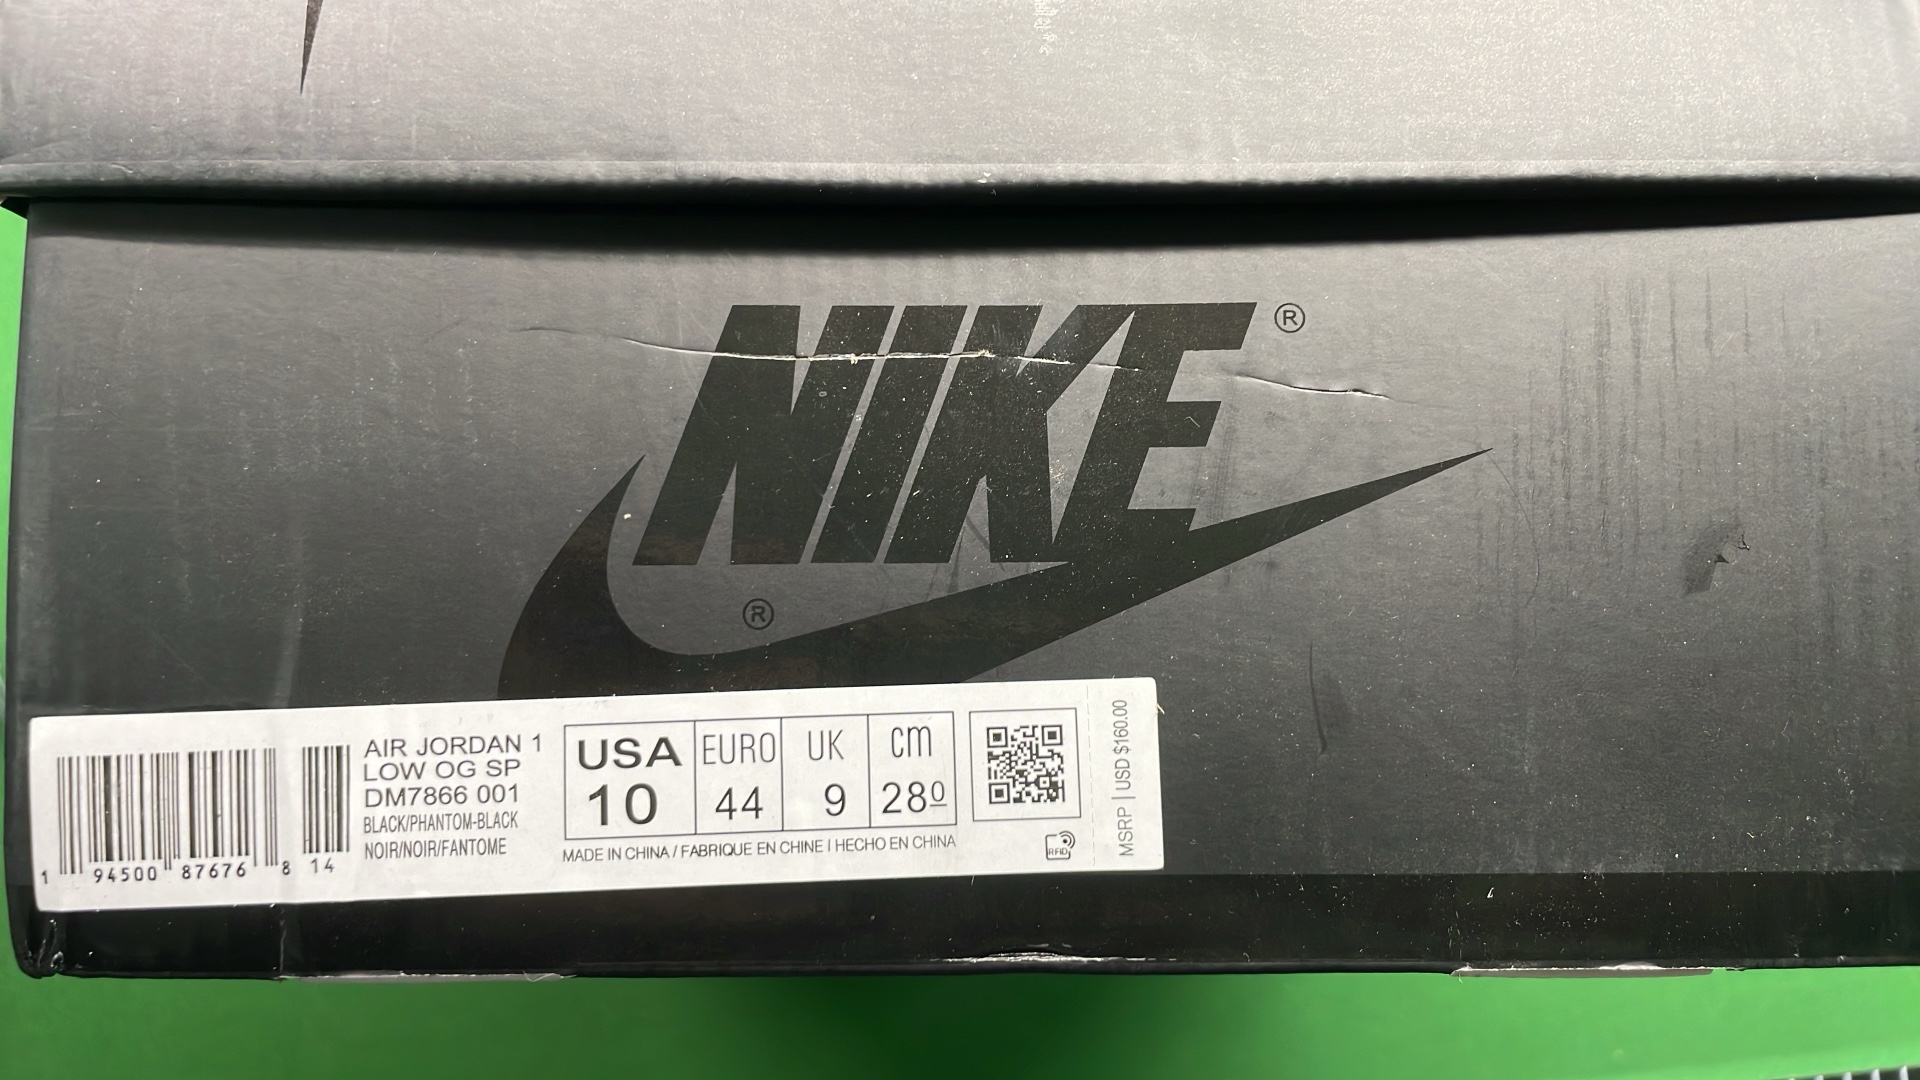 NIKE ®
®
AIR JORDAN 1
LOW OG SP
DM7866 001
BLACK/PHANTOM-BLACK
NOIR/NOIR/FANTOME
1 94500 87676 8 14
USA EURO UK cm
10 44 9 280
MADE IN CHINA / FABRIQUE EN CHINE I HECHO EN CHINA
RFID
MSRP | USD $160.00